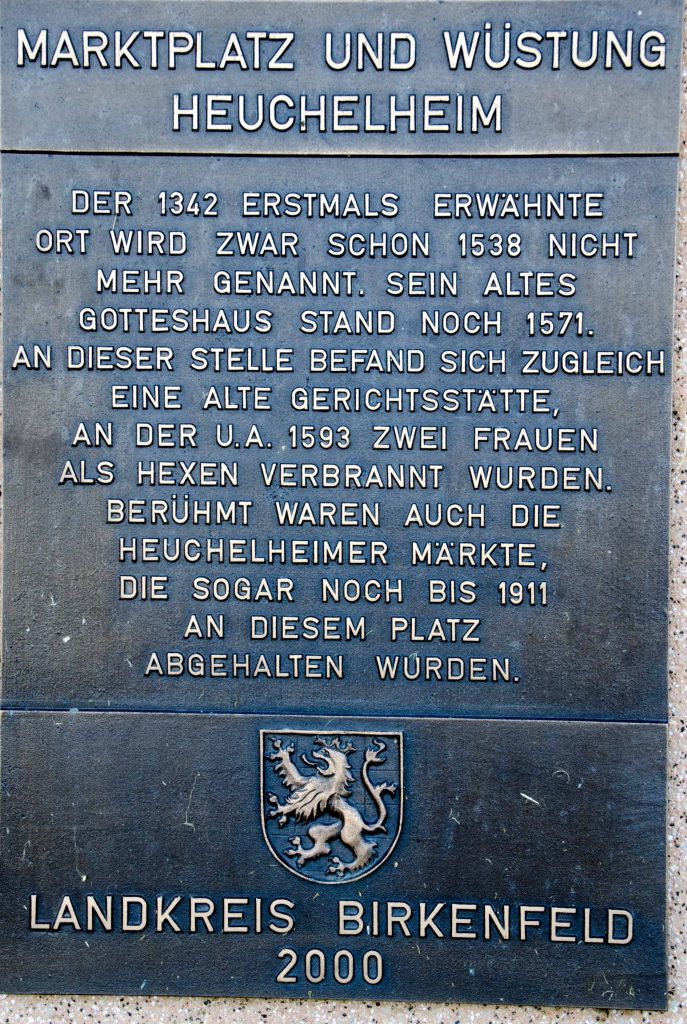 MARKTPLATZ UND WÜSTUNG
HEUCHELHEIM
DER 1342 ERSTMALS ERWÄHNTE
ORT WIRD ZWAR SCHON 1538 NICHT
MEHR GENANNT. SEIN ALTES
GOTTESHAUS STAND NOCH 1571.
AN DIESER STELLE BEFAND SICH ZUGLEICH
EINE ALTE GERICHTSSTÄTTE,
AN DER U.A. 1593 ZWEI FRAUEN
ALS HEXEN VERBRANNT WURDEN.
BERÜHMT WAREN AUCH DIE
HEUCHELHEIMER MÄRKTE,
DIE SOGAR NOCH BIS 1911
AN DIESEM PLATZ
ABGEHALTEN WURDEN.
LANDKREIS BIRKENFELD
2000